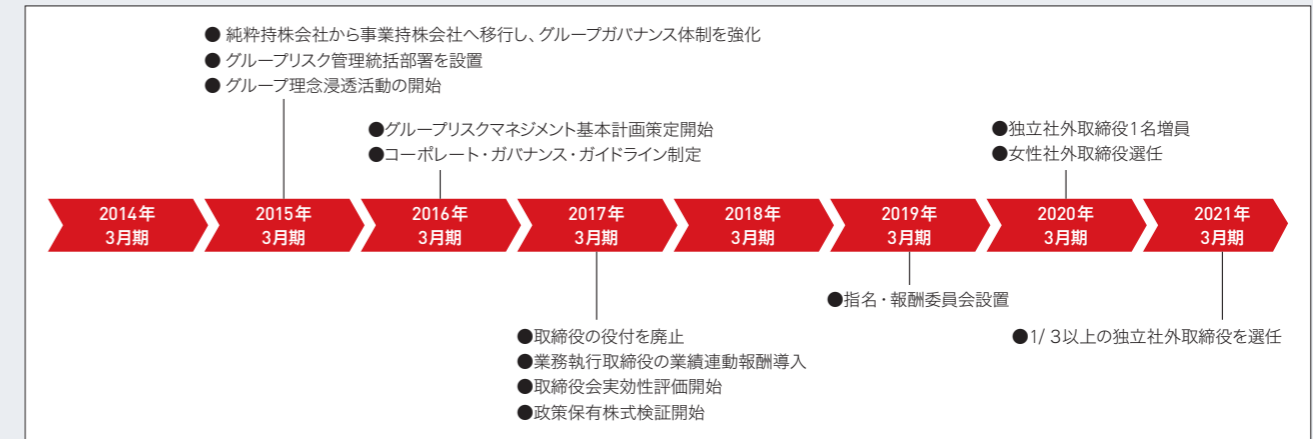 ● 純粋持株会社から事業持株会社へ移行し、グループガバナンス体制を強化
● グループリスク管理統括部署を設置
● グループ理念浸透活動の開始
●グループリスクマネジメント基本計画策定開始
●コーポレート・ガバナンス・ガイドライン制定
●独立社外取締役1名増員
●女性社外取締役選任
2014年
3月期
2015年
3月期
2016年
3月期
2017年
3月期
2018年
3月期
2019年
3月期
2020年
3月期
2021年
3月期
●指名・報酬委員会設置
●取締役の役付を廃止
●業務執行取締役の業績連動報酬導入
●取締役会実効性評価開始
●政策保有株式検証開始
●1/ 3以上の独立社外取締役を選任